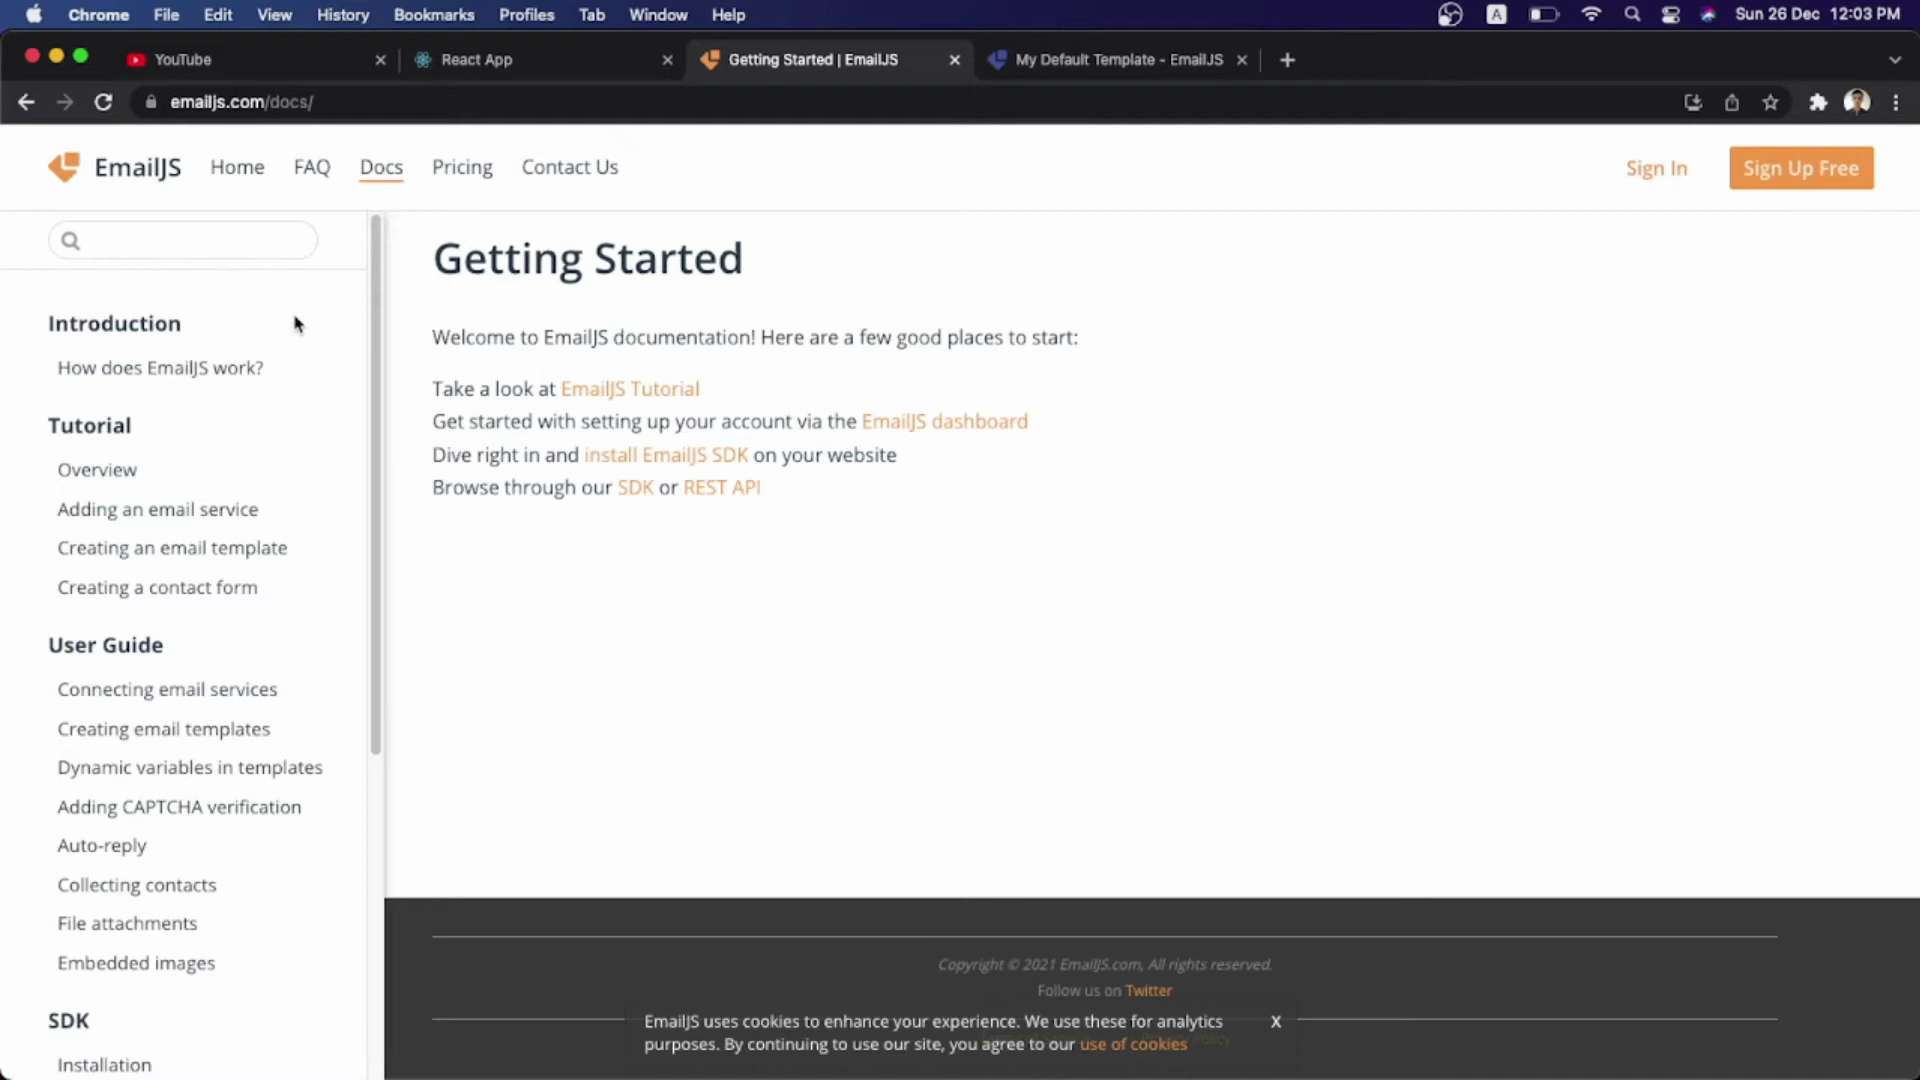 Chrome File Edit View History Bookmarks Profiles Tab Window Help A Sun 26 Dec 12:03 PM
YouTube React App Getting Started | EmailJS My Default Template - EmailJS
emailjs.com/docs/
EmailJS Home FAQ Docs Pricing Contact Us Sign In Sign Up Free
Introduction
How does EmailJS work?
Tutorial
Overview
Adding an email service
Creating an email template
Creating a contact form
User Guide
Connecting email services
Creating email templates
Dynamic variables in templates
Adding CAPTCHA verification
Auto-reply
Collecting contacts
File attachments
Embedded images
SDK
Installation
Getting Started
Welcome to EmailJS documentation! Here are a few good places to start:
Take a look at EmailJS Tutorial
Get started with setting up your account via the EmailJS dashboard
Dive right in and install EmailJS SDK on your website
Browse through our SDK or REST API
Copyright © 2021 EmailJS.com, All rights reserved.
Follow us on Twitter
EmailJS uses cookies to enhance your experience. We use these for analytics X
purposes. By continuing to use our site, you agree to our use of cookies